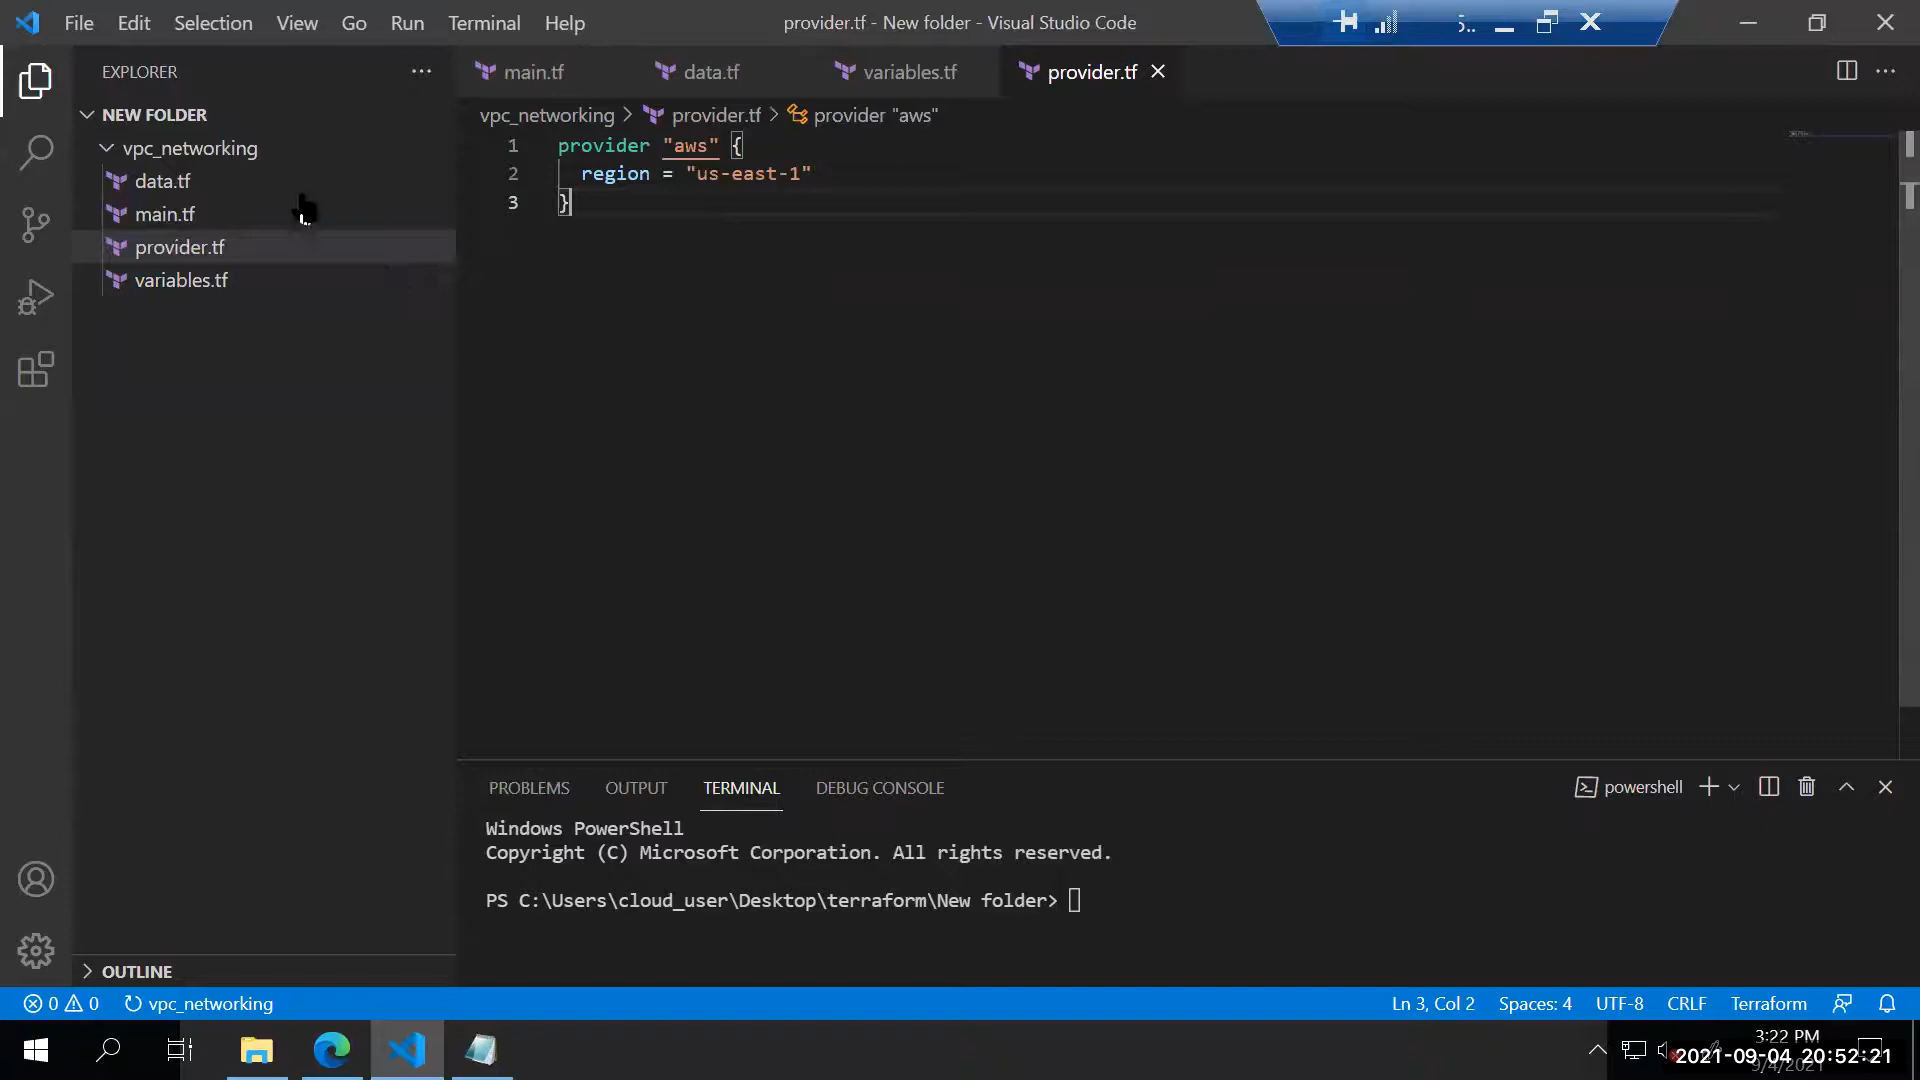 File Edit Selection View Go Run Terminal Help
provider.tf - New folder - Visual Studio Code
5..
EXPLORER
NEW FOLDER
vpc_networking
data.tf
main.tf
provider.tf
variables.tf
OUTLINE
main.tf data.tf variables.tf provider.tf
vpc_networking > provider.tf > provider "aws"
1 provider "aws" {
2 region = "us-east-1"
3 }
PROBLEMS OUTPUT TERMINAL DEBUG CONSOLE
powershell
Windows PowerShell
Copyright (C) Microsoft Corporation. All rights reserved.
PS C:\Users\cloud_user\Desktop\terraform\New folder>
0 0 vpc_networking
Ln 3, Col 2 Spaces: 4 UTF-8 CRLF Terraform
3:22 PM
2021-09-04 20:52:21
9/4/2021